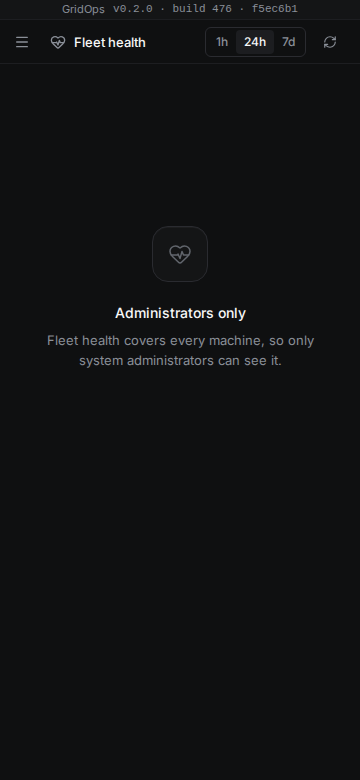 GridOps v0.2.0 · build 476 · f5ec6b1
Fleet health 1h 24h 7d
Administrators only
Fleet health covers every machine, so only
system administrators can see it.